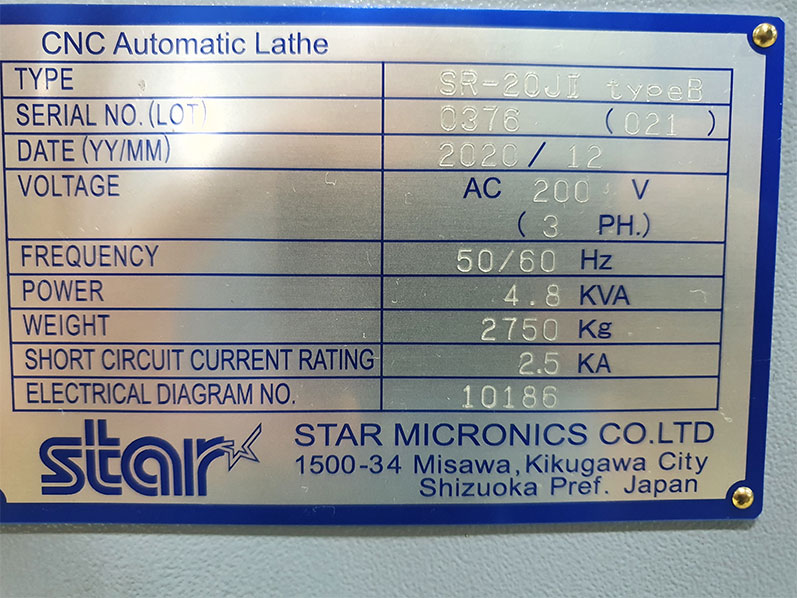 CNC Automatic Lathe
TYPE SR-20JII typeB
SERIAL NO.(LOT) 0376 (021)
DATE (YY/MM) 2020/12
VOLTAGE AC 200 V
(3 PH.)
FREQUENCY 50/60 Hz
POWER 4.8 KVA
WEIGHT 2750 Kg
SHORT CIRCUIT CURRENT RATING 2.5 KA
ELECTRICAL DIAGRAM NO. 10186
star STAR MICRONICS CO.LTD
1500-34 Misawa,Kikugawa City
Shizuoka Pref. Japan